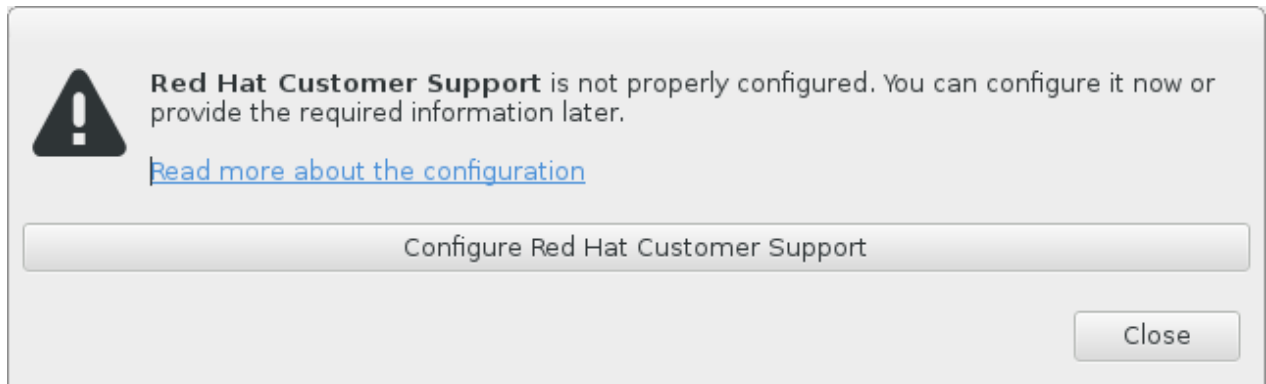 Red Hat Customer Support is not properly configured. You can configure it now or
provide the required information later.
Read more about the configuration
Configure Red Hat Customer Support
Close